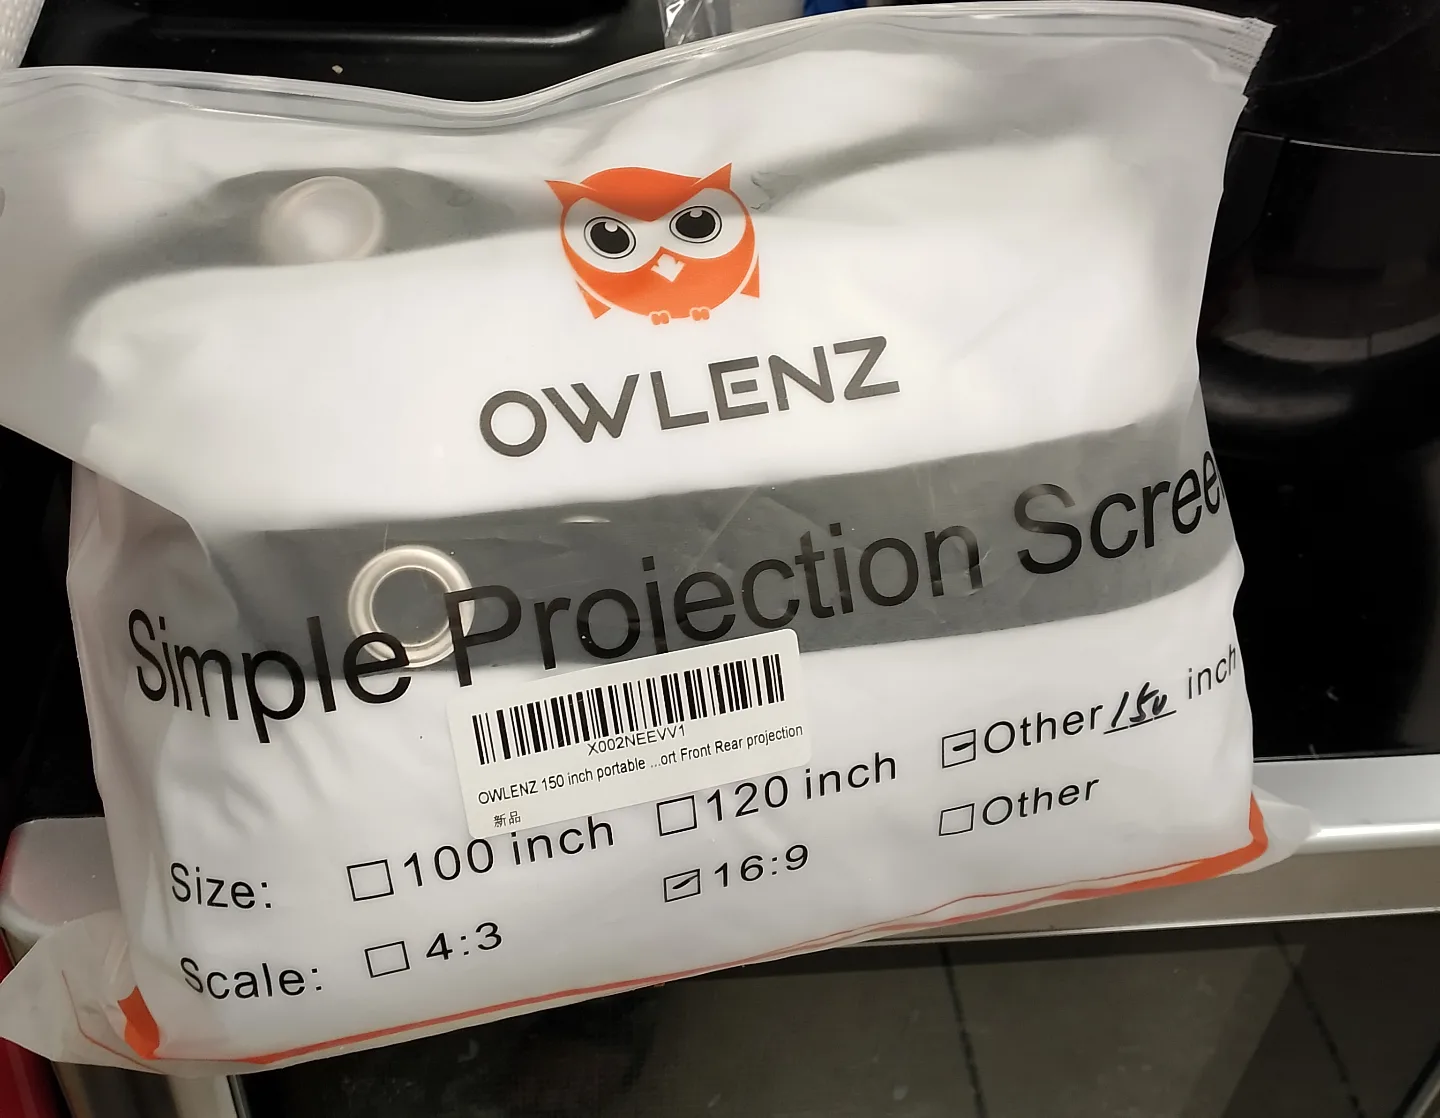 OWLENZ
Simple Projection Scree
X002NEEVV1
OWLENZ 150 inch portable ...ort Front Rear projection
新品
Size: 100 inch 120 inch Other 150 inch
Scale: 4:3 16:9 Other